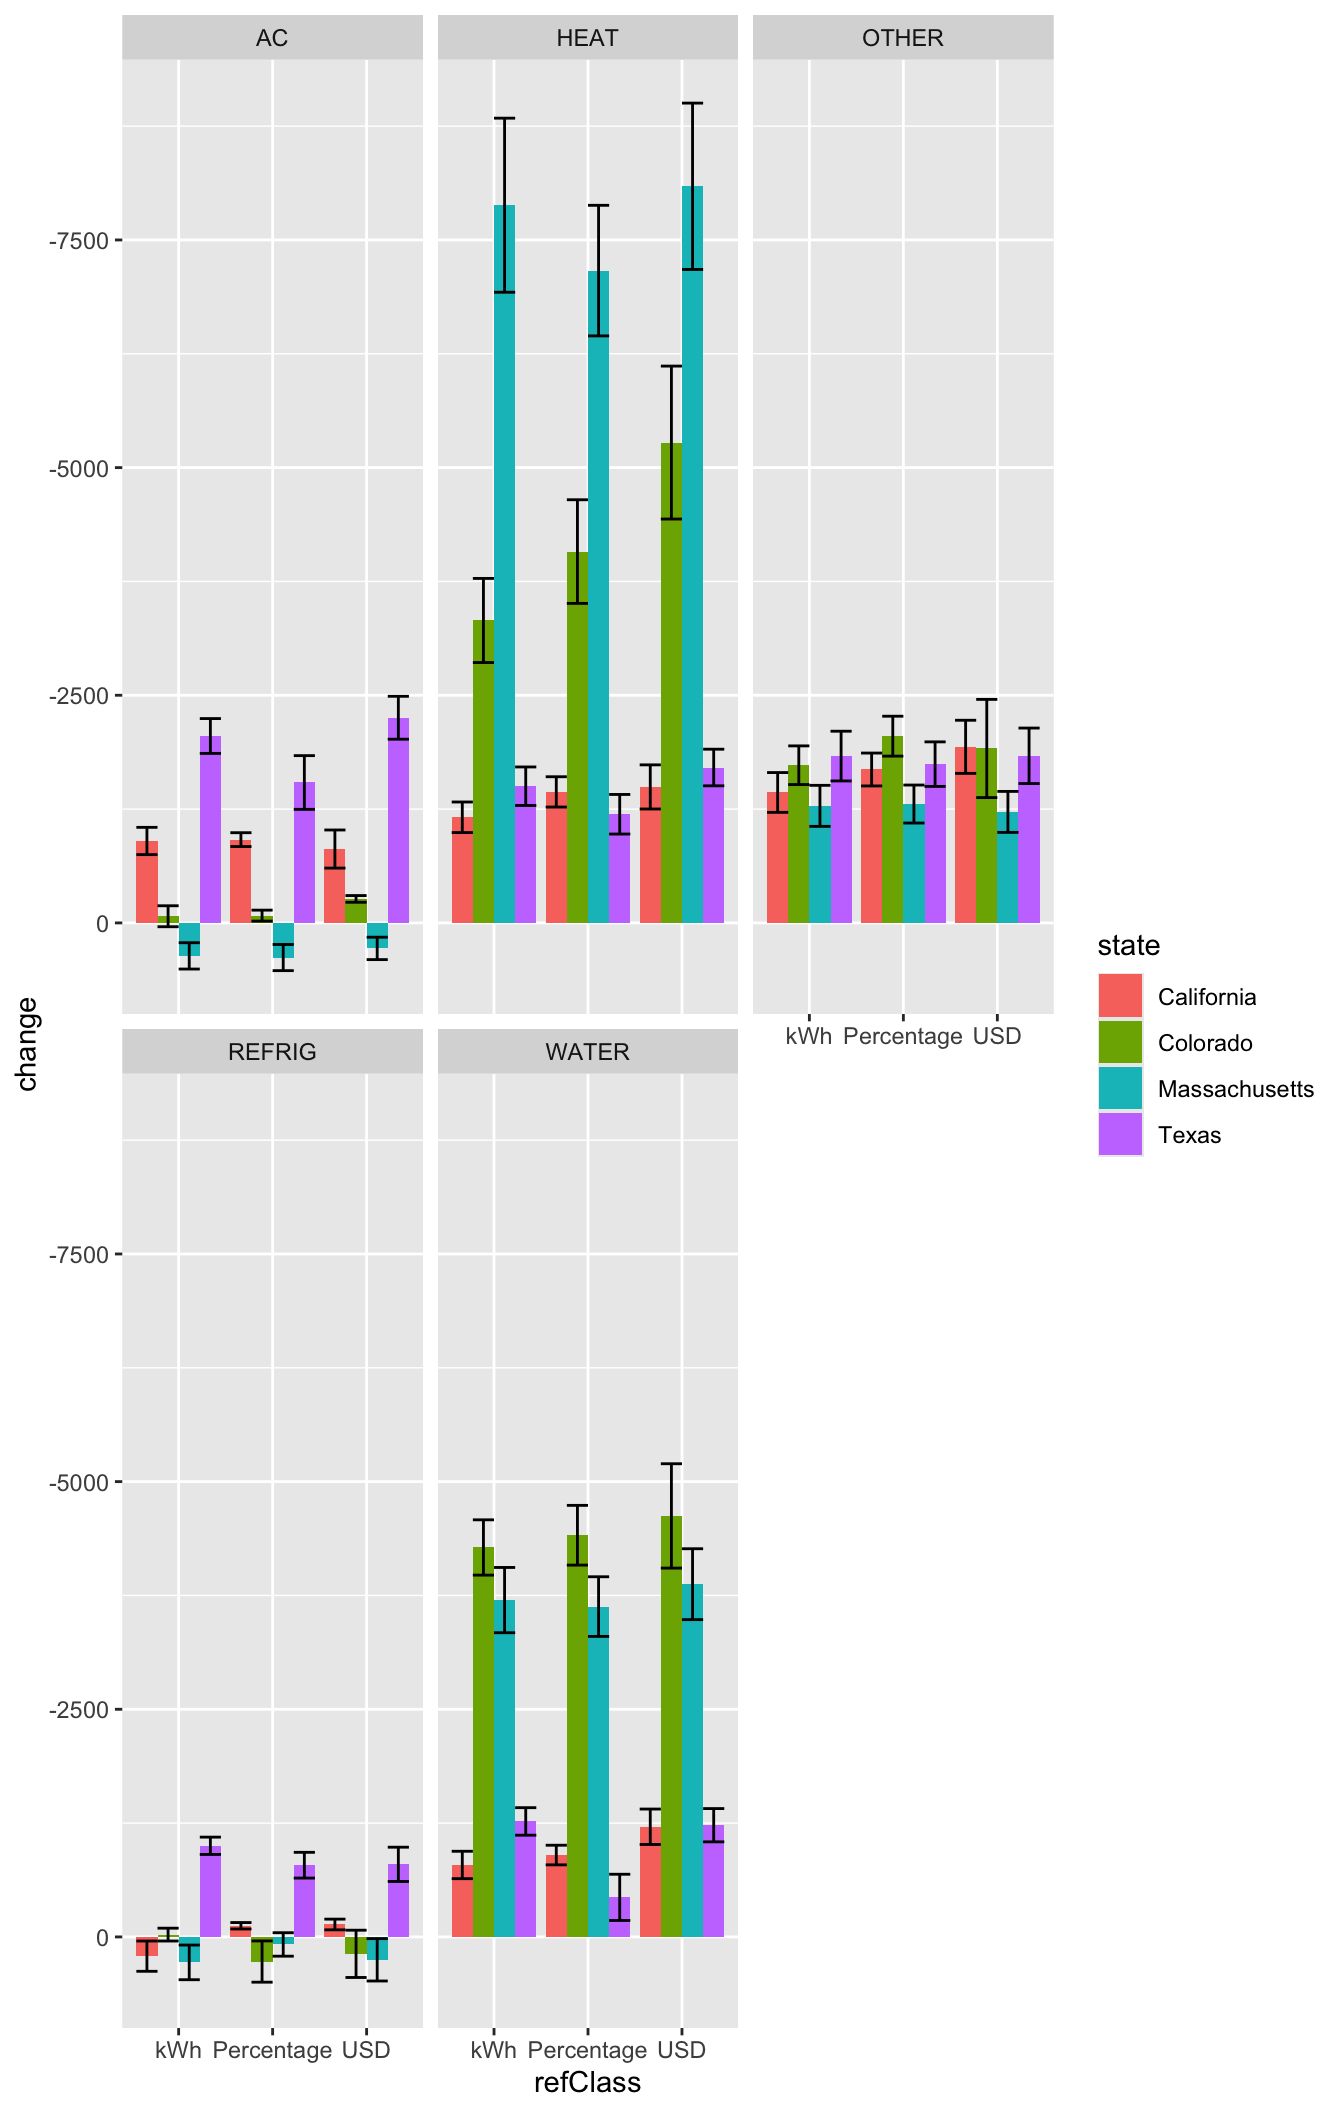 AC HEAT OTHER
-7500
-5000
-2500
0
kWh Percentage USD
change
REFRIG WATER
-7500
-5000
-2500
0
kWh Percentage USD kWh Percentage USD
refClass
state
California
Colorado
Massachusetts
Texas